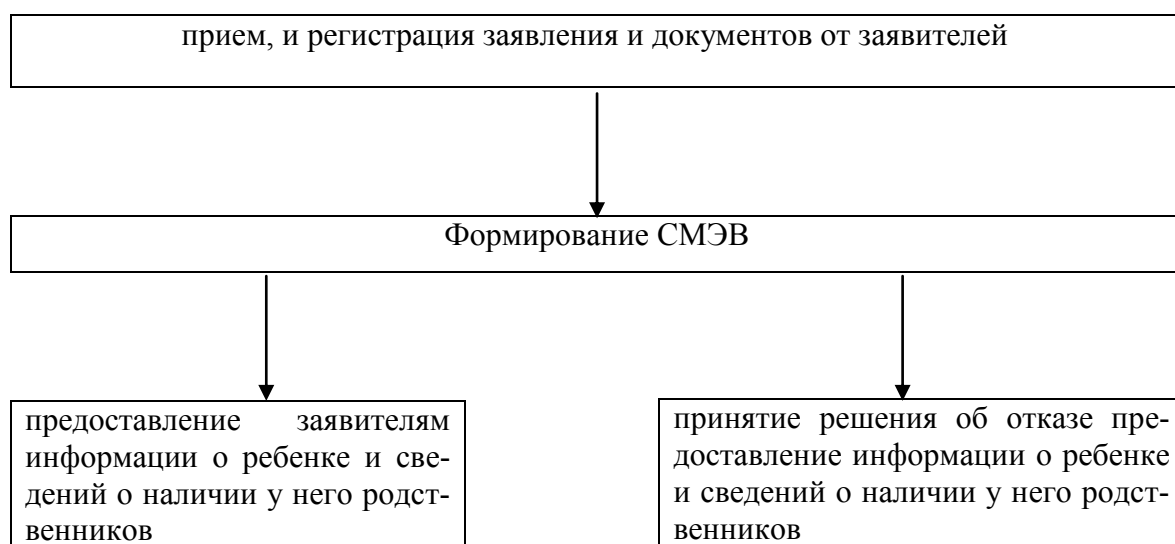 прием, и регистрация заявления и документов от заявителей
Формирование СМЭВ
предоставление заявителям
информации о ребенке и све-
дений о наличии у него родст-
венников
принятие решения об отказе пре-
доставление информации о ребенке
и сведений о наличии у него родст-
венников